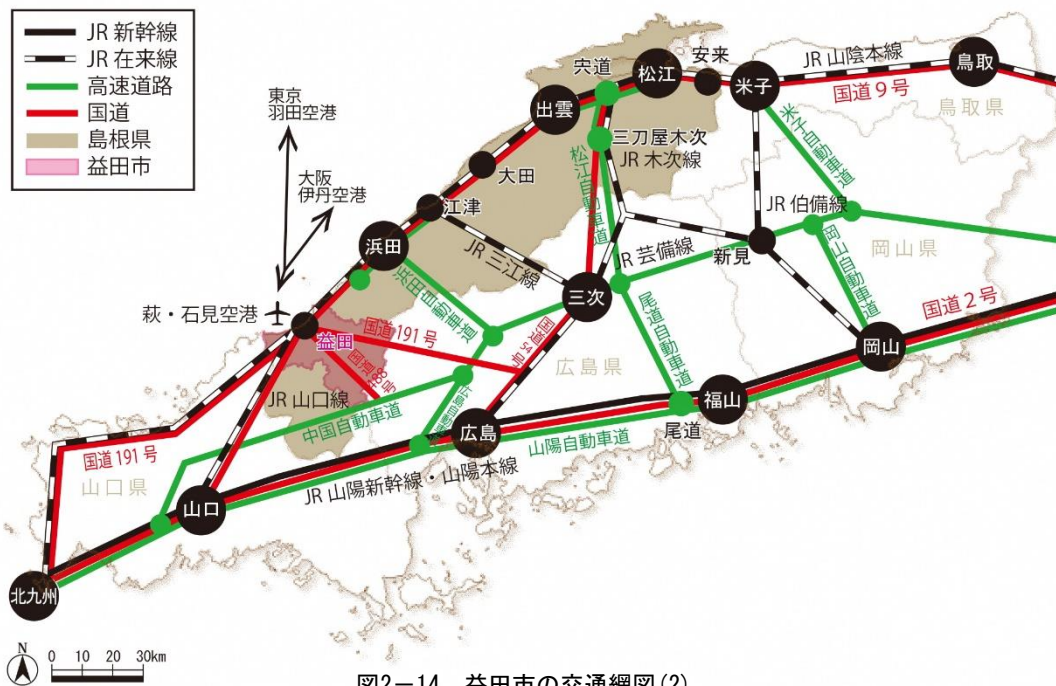 JR 新幹線
JR 在来線
高速道路
国道
島根県
益田市
東京
羽田空港
大阪
伊丹空港
宍道
松江
安来
米子
JR 山陰本線
鳥取
国道９号
鳥取県
出雲
三刀屋木次
JR 木次線
松江自動車道
米子自動車道
大田
江津
浜田
JR 三江線
JR 芸備線
JR 伯備線
新見
岡山自動車道
岡山県
浜田自動車道
三次
尾道自動車道
国道２号
萩・石見空港
益田
国道 191 号
国道54号
広島県
岡山
JR 山口線
中国自動車道
広島
福山
尾道
山陽自動車道
国道 191 号
山口県
JR 山陽新幹線・山陽本線
山口
北九州
N
0 10 30km
図2－14 益田市の交通網図(2)